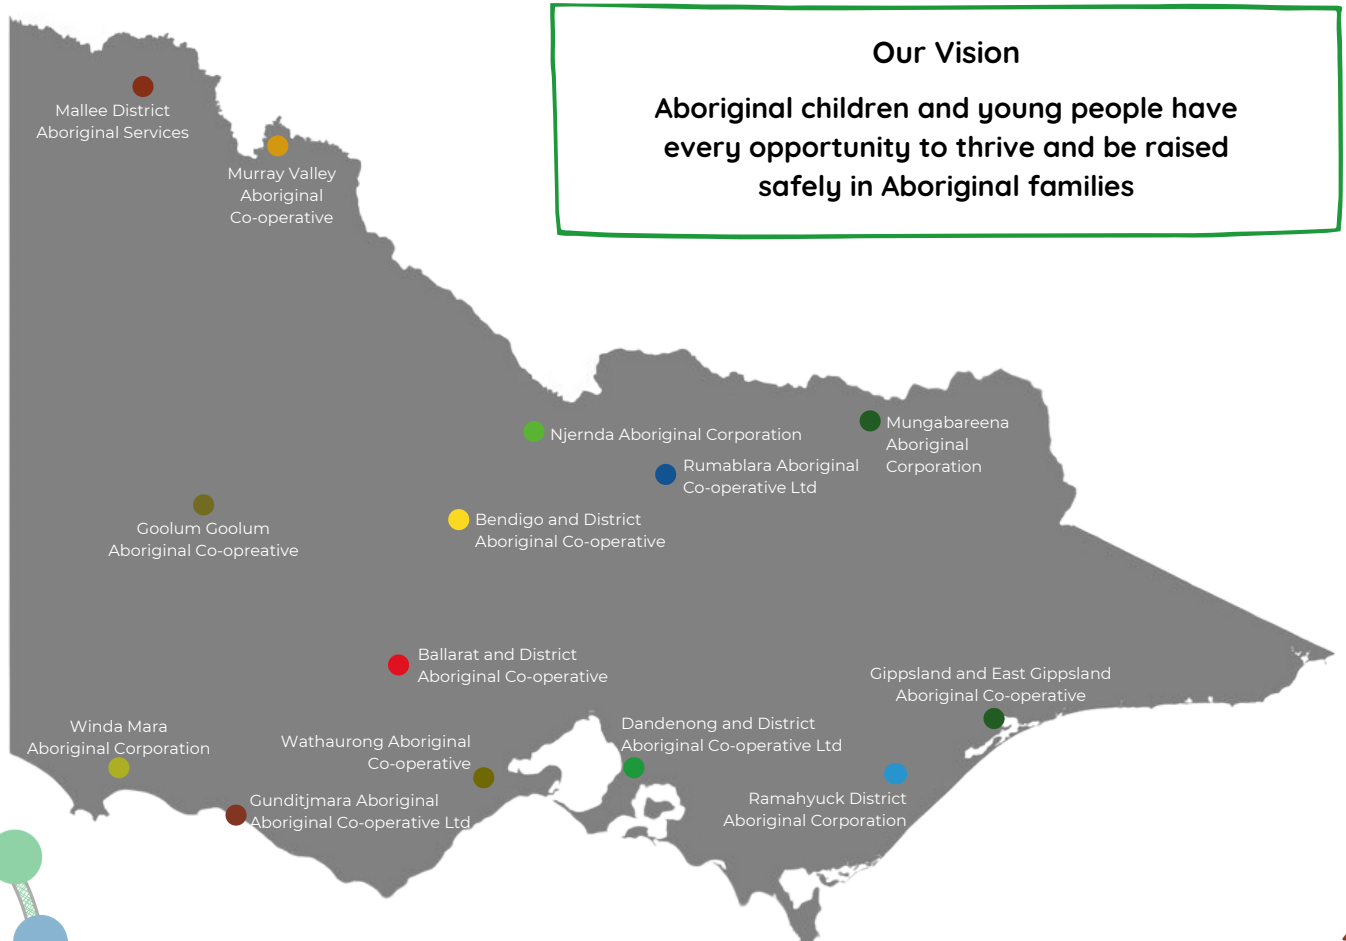 Our Vision
Aboriginal children and young people have
every opportunity to thrive and be raised
safely in Aboriginal families
Mallee District
Aboriginal Services
Murray Valley
Aboriginal
Co-operative
Njernda Aboriginal Corporation
Mungabareena
Aboriginal
Corporation
Rumablara Aboriginal
Co-operative Ltd
Goolum Goolum
Aboriginal Co-opreative
Bendigo and District
Aboriginal Co-operative
Ballarat and District
Aboriginal Co-operative
Gippsland and East Gippsland
Aboriginal Co-operative
Winda Mara
Aboriginal Corporation
Wathaurong Aboriginal
Co-operative
Dandenong and District
Aboriginal Co-operative Ltd
Gunditjmara Aboriginal
Aboriginal Co-operative Ltd
Ramahyuck District
Aboriginal Corporation